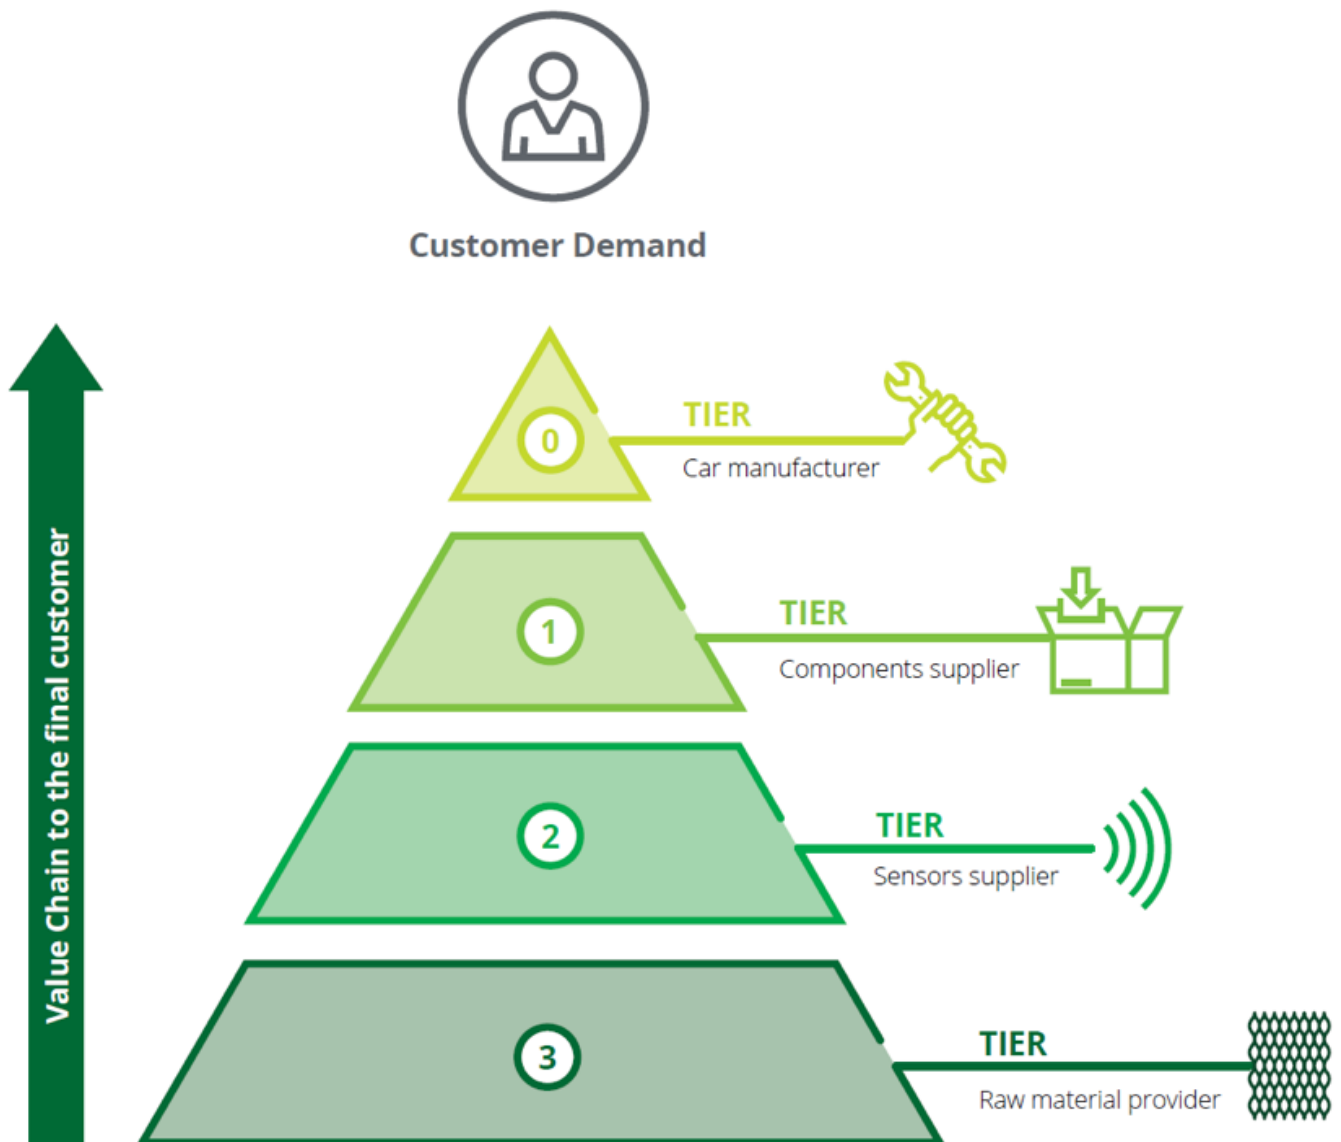 Customer Demand
Value Chain to the final customer
0
TIER
Car manufacturer
1
TIER
Components supplier
2
TIER
Sensors supplier
3
TIER
Raw material provider